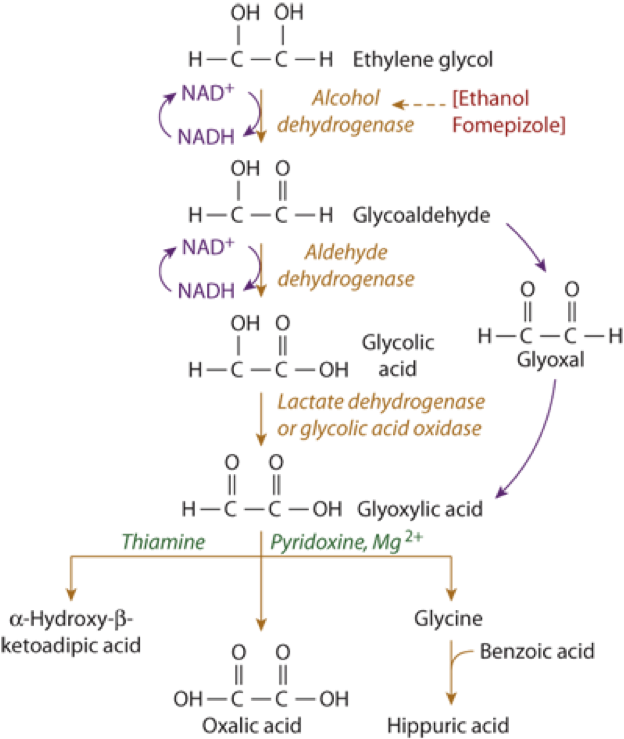 OH OH
H—C—C—H Ethylene glycol
NAD+
NADH
Alcohol
dehydrogenase
[Ethanol
Fomepizole]
OH O
H—C—C—H Glycoaldehyde
NAD+
NADH
Aldehyde
dehydrogenase
OH O
H—C—C—OH
Glycolic
acid
O O
H—C—C—H
Glyoxal
Lactate dehydrogenase
or glycolic acid oxidase
O O
H—C—C—OH Glyoxylic acid
Thiamine
Pyridoxine, Mg 2+
α-Hydroxy-β-
ketoadipic acid
O O
OH—C—C—OH
Oxalic acid
Glycine
Benzoic acid
Hippuric acid